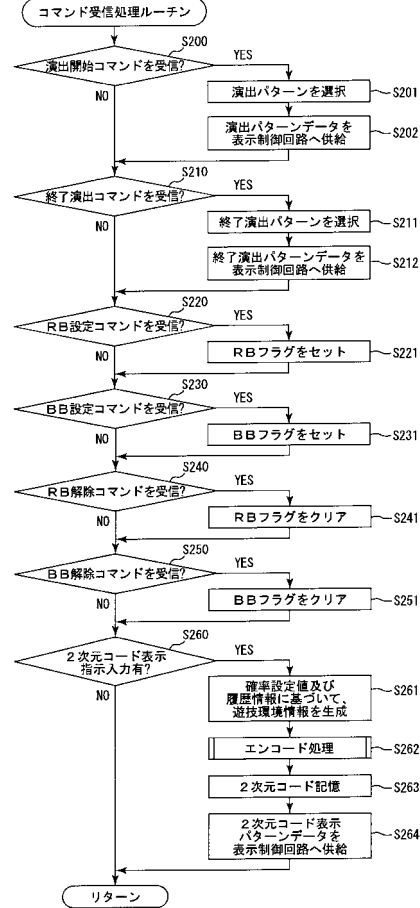 コマンド受信処理ルーチン
S200
演出開始コマンドを受信?
YES
NO
演出パターンを選択
S201
演出パターンデータを
表示制御回路へ供給
S202
S210
終了演出コマンドを受信?
YES
NO
終了演出パターンを選択
S211
終了演出パターンデータを
表示制御回路へ供給
S212
S220
RB設定コマンドを受信?
YES
NO
RBフラグをセット
S221
S230
BB設定コマンドを受信?
YES
NO
BBフラグをセット
S231
S240
RB解除コマンドを受信?
YES
NO
RBフラグをクリア
S241
S250
BB解除コマンドを受信?
YES
NO
BBフラグをクリア
S251
S260
2次元コード表示
指示入力有?
YES
NO
確率設定値及び
履歴情報に基づいて、
遊技環境情報を生成
S261
エンコード処理
S262
2次元コード記憶
S263
2次元コード表示
パターンデータを
表示制御回路へ供給
S264
リターン